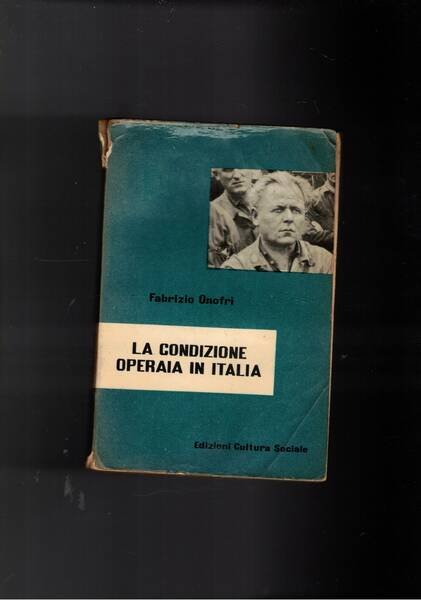 Fabrizio Onofri
LA CONDIZIONE
OPERAIA IN ITALIA
Edizioni Cultura Sociale